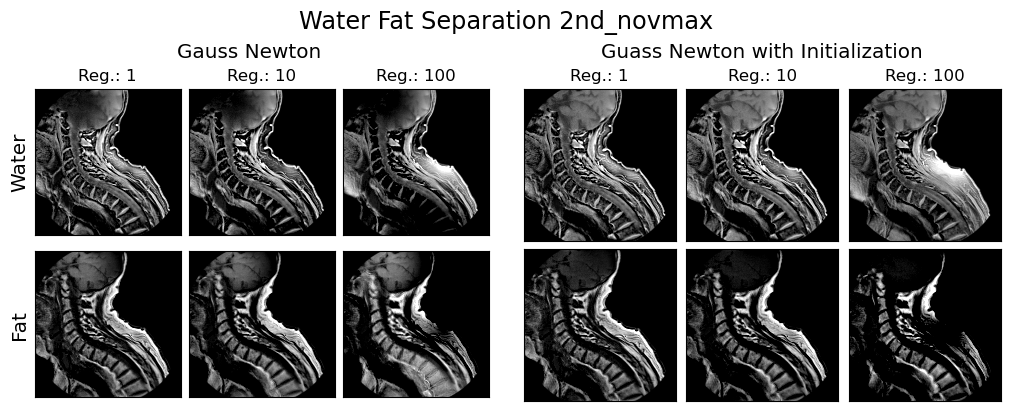 Water Fat Separation 2nd_novmax
Gauss Newton
Guass Newton with Initialization
Reg.: 1
Reg.: 10
Reg.: 100
Reg.: 1
Reg.: 10
Reg.: 100
Water
Fat